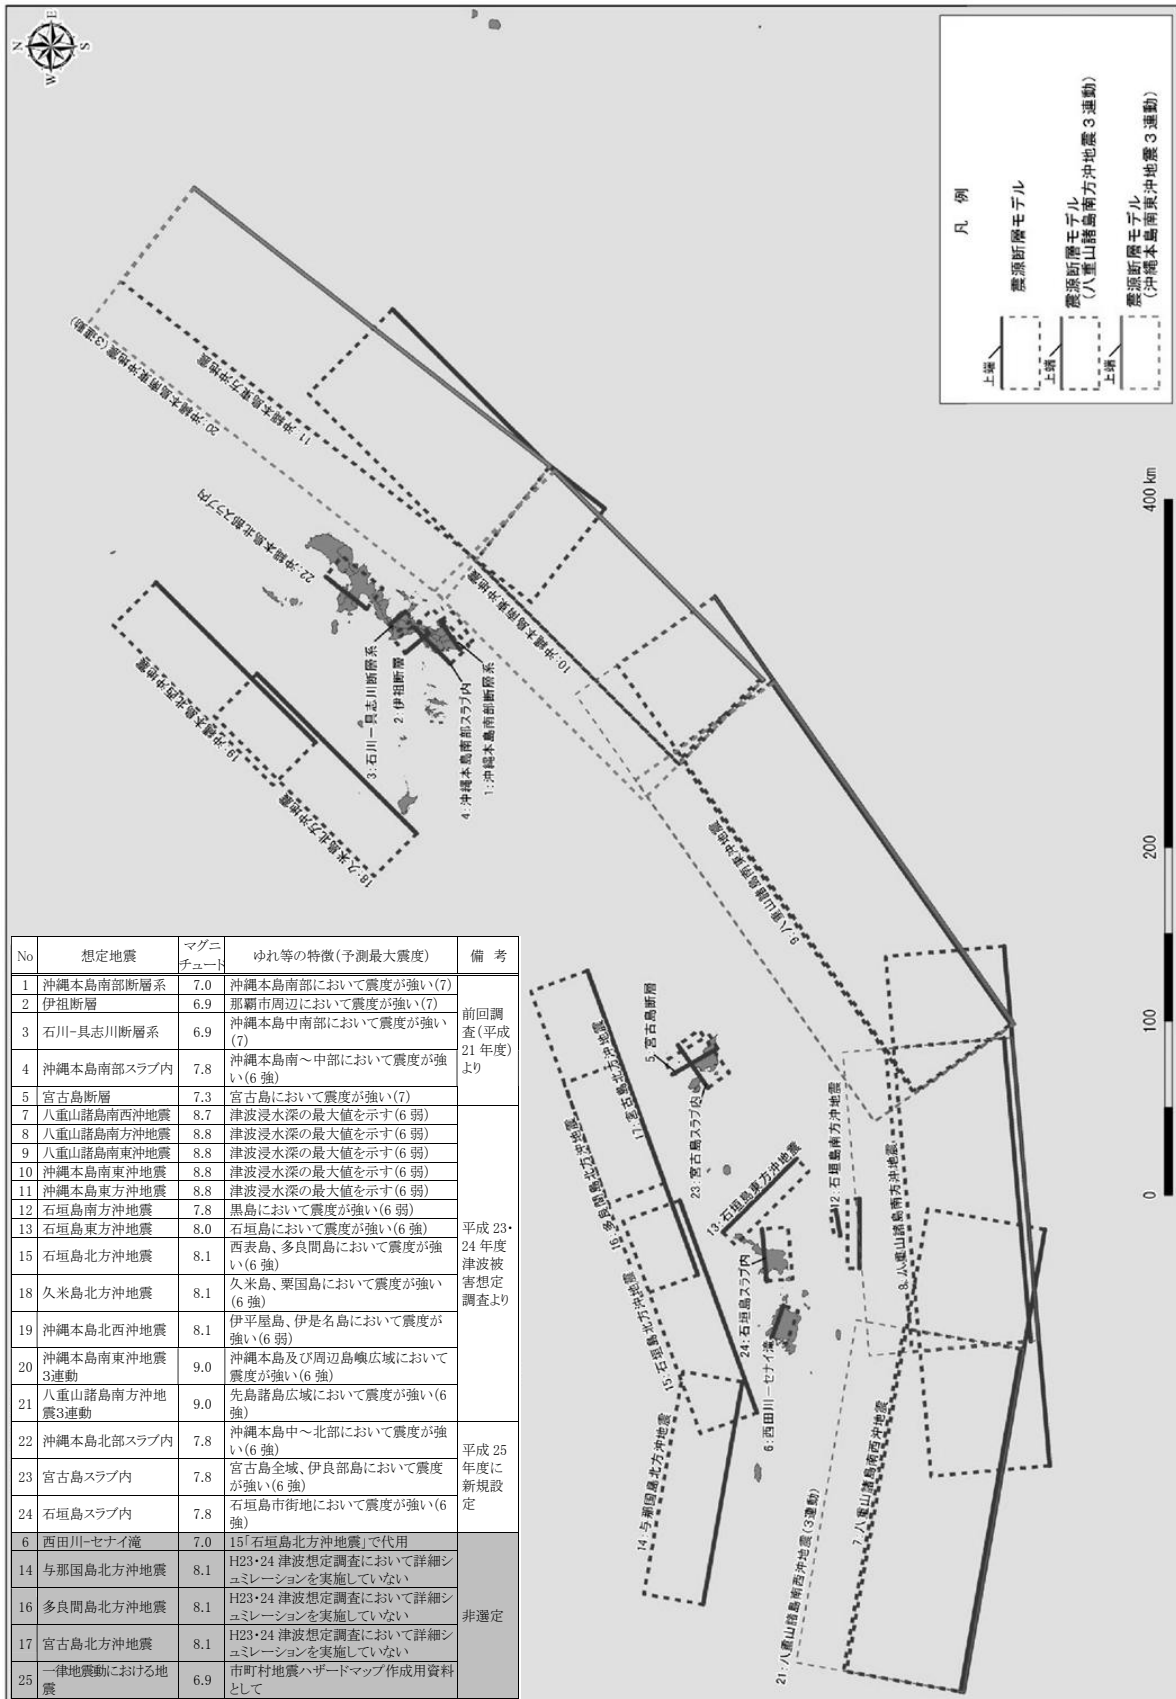 N
E
S
W
凡 例
上端
震源断層モデル
上端
震源断層モデル
(八重山諸島南方沖地震３連動)
上端
震源断層モデル
(沖縄本島南東沖地震３連動)
20:沖縄本島南東沖地震(3連動)
11:沖縄本島東方沖地震
22:沖縄本島北部スラブ内
10:沖縄本島南東沖地震
3:石川ー具志川断層系
2:伊祖断層
4:沖縄本島南部スラブ内
1:沖縄本島南部断層系
19:沖縄本島北西沖地震
18:久米島北方沖地震
9:八重山諸島南東沖地震
5:宮古島断層
17:宮古島北方沖地震
23:宮古島スラブ内
16:多良間島北方沖地震
13:石垣島東方沖地震
12:石垣島南方沖地震
8:八重山諸島南方沖地震
15:石垣島北方沖地震
24:石垣島スラブ内
6:西田川ーセナイ滝
14:与那国島北方沖地震
7:八重山諸島南西沖地震
21:八重山諸島南西沖地震(3連動)
0 100 200 400 km
No 想定地震 マグニチュード ゆれ等の特徴(予測最大震度) 備 考
1 沖縄本島南部断層系 7.0 沖縄本島南部において震度が強い(7)
2 伊祖断層 6.9 那覇市周辺において震度が強い(7)
3 石川-具志川断層系 6.9 沖縄本島中南部において震度が強い
(7)
4 沖縄本島南部スラブ内 7.8 沖縄本島南～中部において震度が強
い(6 強)
5 宮古島断層 7.3 宮古島において震度が強い(7)
前回調
査(平成
21 年度)
より
7 八重山諸島南西沖地震 8.7 津波浸水深の最大値を示す(6 弱)
8 八重山諸島南方沖地震 8.8 津波浸水深の最大値を示す(6 弱)
9 八重山諸島南東沖地震 8.8 津波浸水深の最大値を示す(6 弱)
10 沖縄本島南東沖地震 8.8 津波浸水深の最大値を示す(6 弱)
11 沖縄本島東方沖地震 8.8 津波浸水深の最大値を示す(6 弱)
12 石垣島南方沖地震 7.8 黒島において震度が強い(6 弱)
13 石垣島東方沖地震 8.0 石垣島において震度が強い(6 強)
15 石垣島北方沖地震 8.1 西表島、多良間島において震度が強
い(6 強)
18 久米島北方沖地震 8.1 久米島、粟国島において震度が強い
(6 強)
19 沖縄本島北西沖地震 8.1 伊平屋島、伊是名島において震度が
強い(6 弱)
20 沖縄本島南東沖地震
3連動 9.0 沖縄本島及び周辺島嶼広域において
震度が強い(6 強)
21 八重山諸島南方沖地
震3連動 9.0 先島諸島広域において震度が強い(6
強)
平成 23・
24 年度
津波被
害想定
調査より
22 沖縄本島北部スラブ内 7.8 沖縄本島中～北部において震度が強
い(6 強)
23 宮古島スラブ内 7.8 宮古島全域、伊良部島において震度
が強い(6 強)
24 石垣島スラブ内 7.8 石垣島市街地において震度が強い(6
強)
平成 25
年度に
新規設
定
6 西田川-セナイ滝 7.0 15「石垣島北方沖地震」で代用
14 与那国島北方沖地震 8.1 H23・24 津波想定調査において詳細シ
ュミレーションを実施していない
16 多良間島北方沖地震 8.1 H23・24 津波想定調査において詳細シ
ュミレーションを実施していない
17 宮古島北方沖地震 8.1 H23・24 津波想定調査において詳細シ
ュミレーションを実施していない
25 一律地震動における地
震 6.9 市町村地震ハザードマップ作成用資料
として
非選定